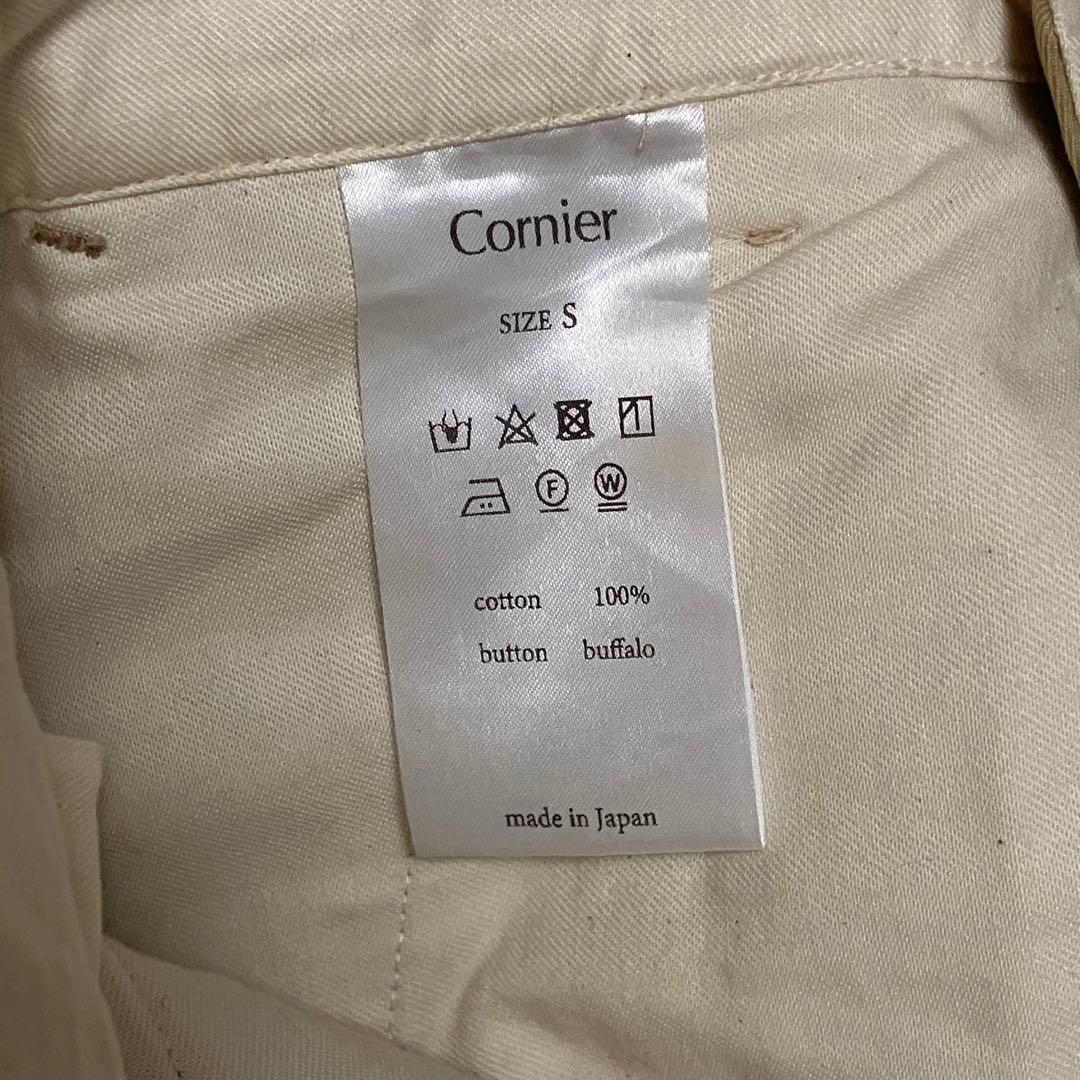 Cornier
SIZE S
F W
cotton 100%
button buffalo
made in Japan